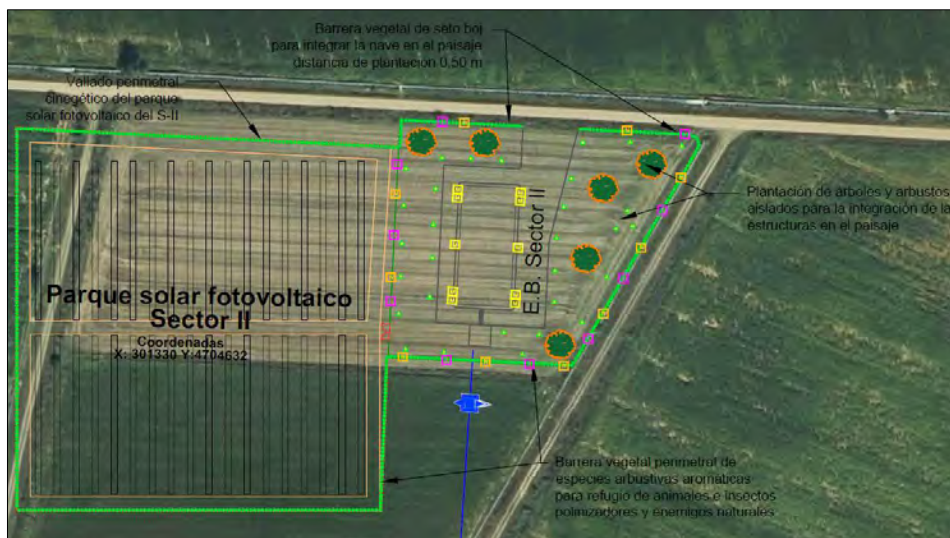 Barrera vegetal de seto boj
para integrar la nave en el paisaje
distancia de plantación 0,50 m
Vallado perimetral
cinegético del parque
solar fotovoltaico del S-II
Plantación de árboles y arbustos
aislados para la integración de la
estructuras en el paisaje
E.B. Sector II
Parque solar fotovoltaico
Sector II
Coordenadas
X: 301330 Y:4704632
Barrera vegetal perimetral de
especies arbustivas aromáticas
para refugio de animales e insectos
polinizadores y enemigos naturales